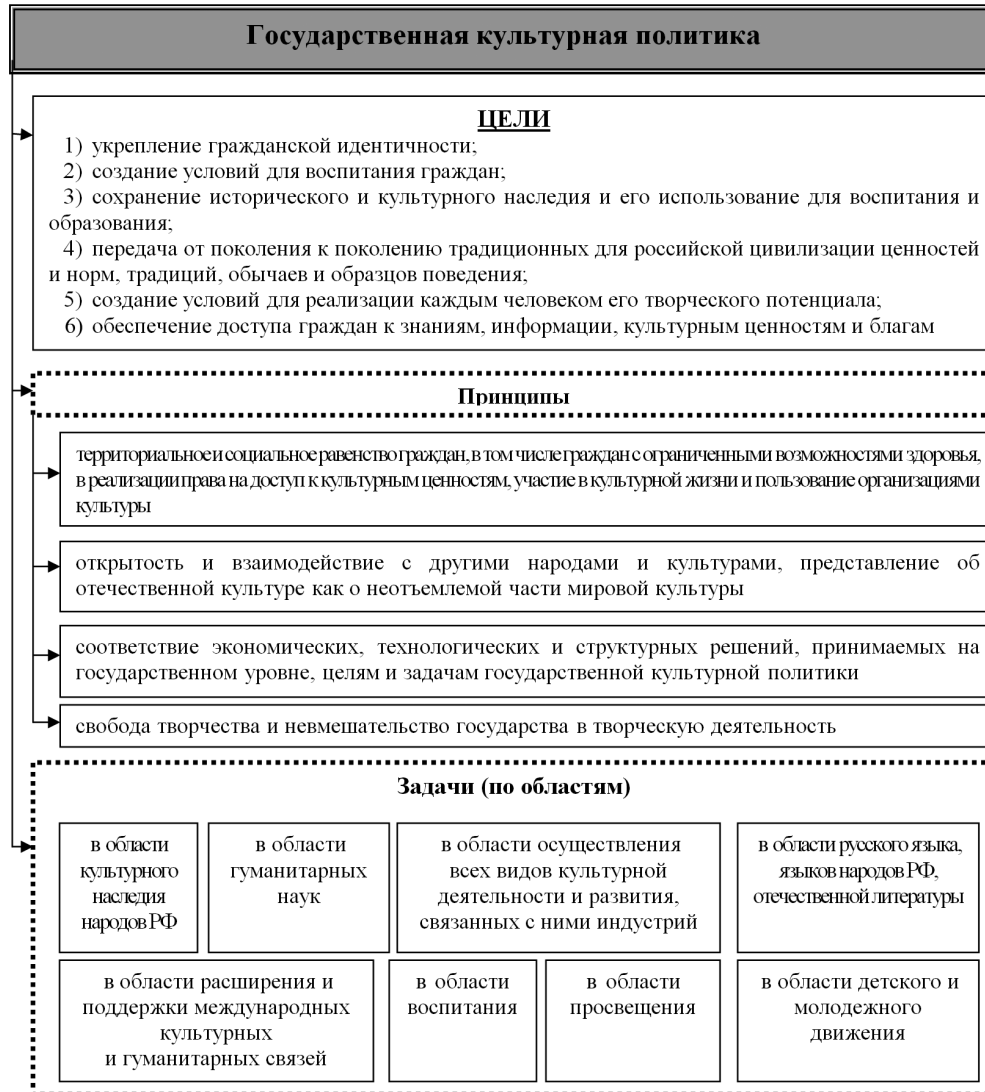 Государственная культурная политика
ЦЕЛИ
1) укрепление гражданской идентичности;
2) создание условий для воспитания граждан;
3) сохранение исторического и культурного наследия и его использование для воспитания и
образования;
4) передача от поколения к поколению традиционных для российской цивилизации ценностей
и норм, традиций, обычаев и образцов поведения;
5) создание условий для реализации каждым человеком его творческого потенциала;
6) обеспечение доступа граждан к знаниям, информации, культурным ценностям и благам
Принципы
территориальное и социальное равенство граждан, в том числе граждан с ограниченными возможностями здоровья,
в реализации права на доступ к культурным ценностям, участие в культурной жизни и пользование организациями
культуры
открытость и взаимодействие с другими народами и культурами, представление об
отечественной культуре как о неотъемлемой части мировой культуры
соответствие экономических, технологических и структурных решений, принимаемых на
государственном уровне, целям и задачам государственной культурной политики
свобода творчества и невмешательство государства в творческую деятельность
Задачи (по областям)
в области
культурного
наследия
народов РФ
в области
гуманитарных
наук
в области осуществления
всех видов культурной
деятельности и развития,
связанных с ними индустрий
в области русского языка,
языков народов РФ,
отечественной литературы
в области расширения и
поддержки международных
культурных
и гуманитарных связей
в области
воспитания
в области
просвещения
в области детского и
молодежного
движения